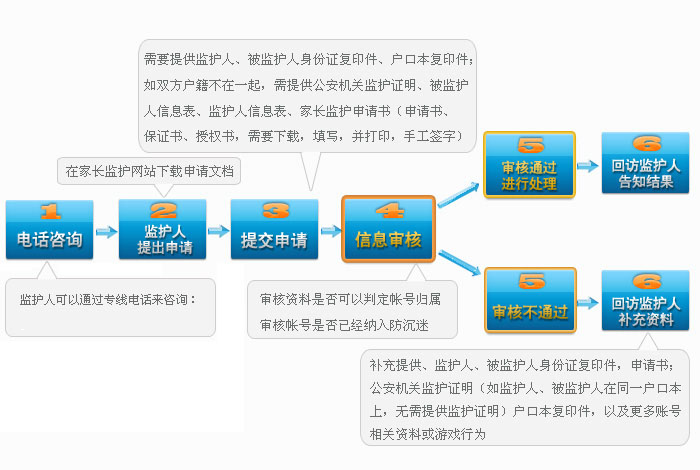 需要提供监护人、被监护人身份证复印件、户口本复印件；
如双方户籍不在一起，需提供公安机关监护证明、被监护
人信息表、监护人信息表、家长监护申请书（申请书、
保证书、授权书，需要下载，填写，并打印，手工签字）
在家长监护网站下载申请文档
1
电话咨询
2
监护人
提出申请
3
提交申请
4
信息审核
5
审核通过
进行处理
6
回访监护人
告知结果
5
审核不通过
6
回访监护人
补充资料
监护人可以通过专线电话来咨询：
审核资料是否可以判定帐号归属
审核帐号是否已经纳入防沉迷
补充提供、监护人、被监护人身份证复印件，申请书；
公安机关监护证明（如监护人、被监护人在同一户口本
上，无需提供监护证明）户口本复印件，以及更多账号
相关资料或游戏行为